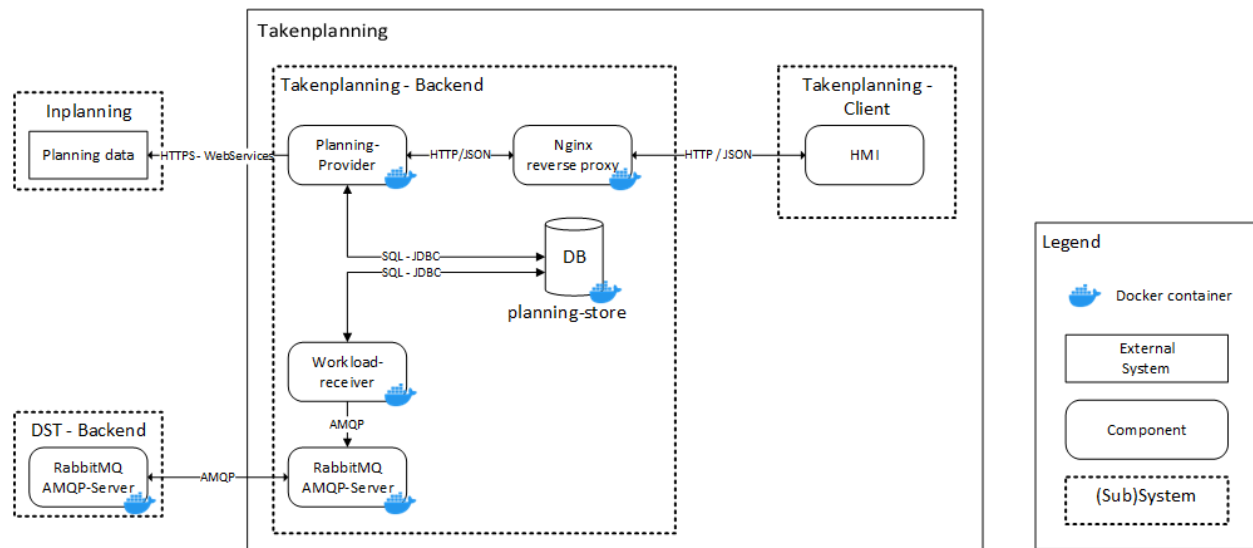 Takenplanning
Inplanning
Planning data
HTTPS - WebServices
Takenplanning - Backend
Planning-
Provider
HTTP/JSON
Nginx
reverse proxy
HTTP / JSON
Takenplanning -
Client
HMI
SQL - JDBC
SQL - JDBC
DB
planning-store
Workload-
receiver
AMQP
DST - Backend
RabbitMQ
AMQP-Server
AMQP
RabbitMQ
AMQP-Server
Legend
Docker container
External
System
Component
(Sub)System